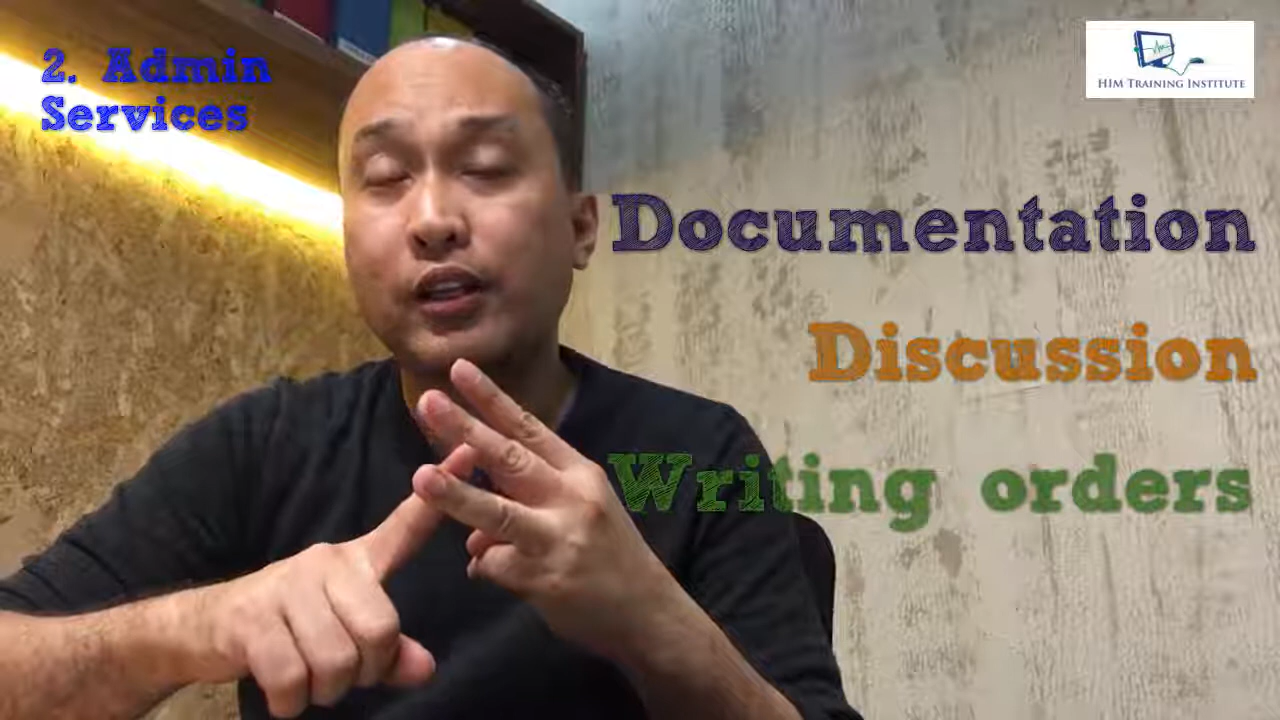 2. Admin
Services
HIM TRAINING INSTITUTE
Documentation
Discussion
Writing orders